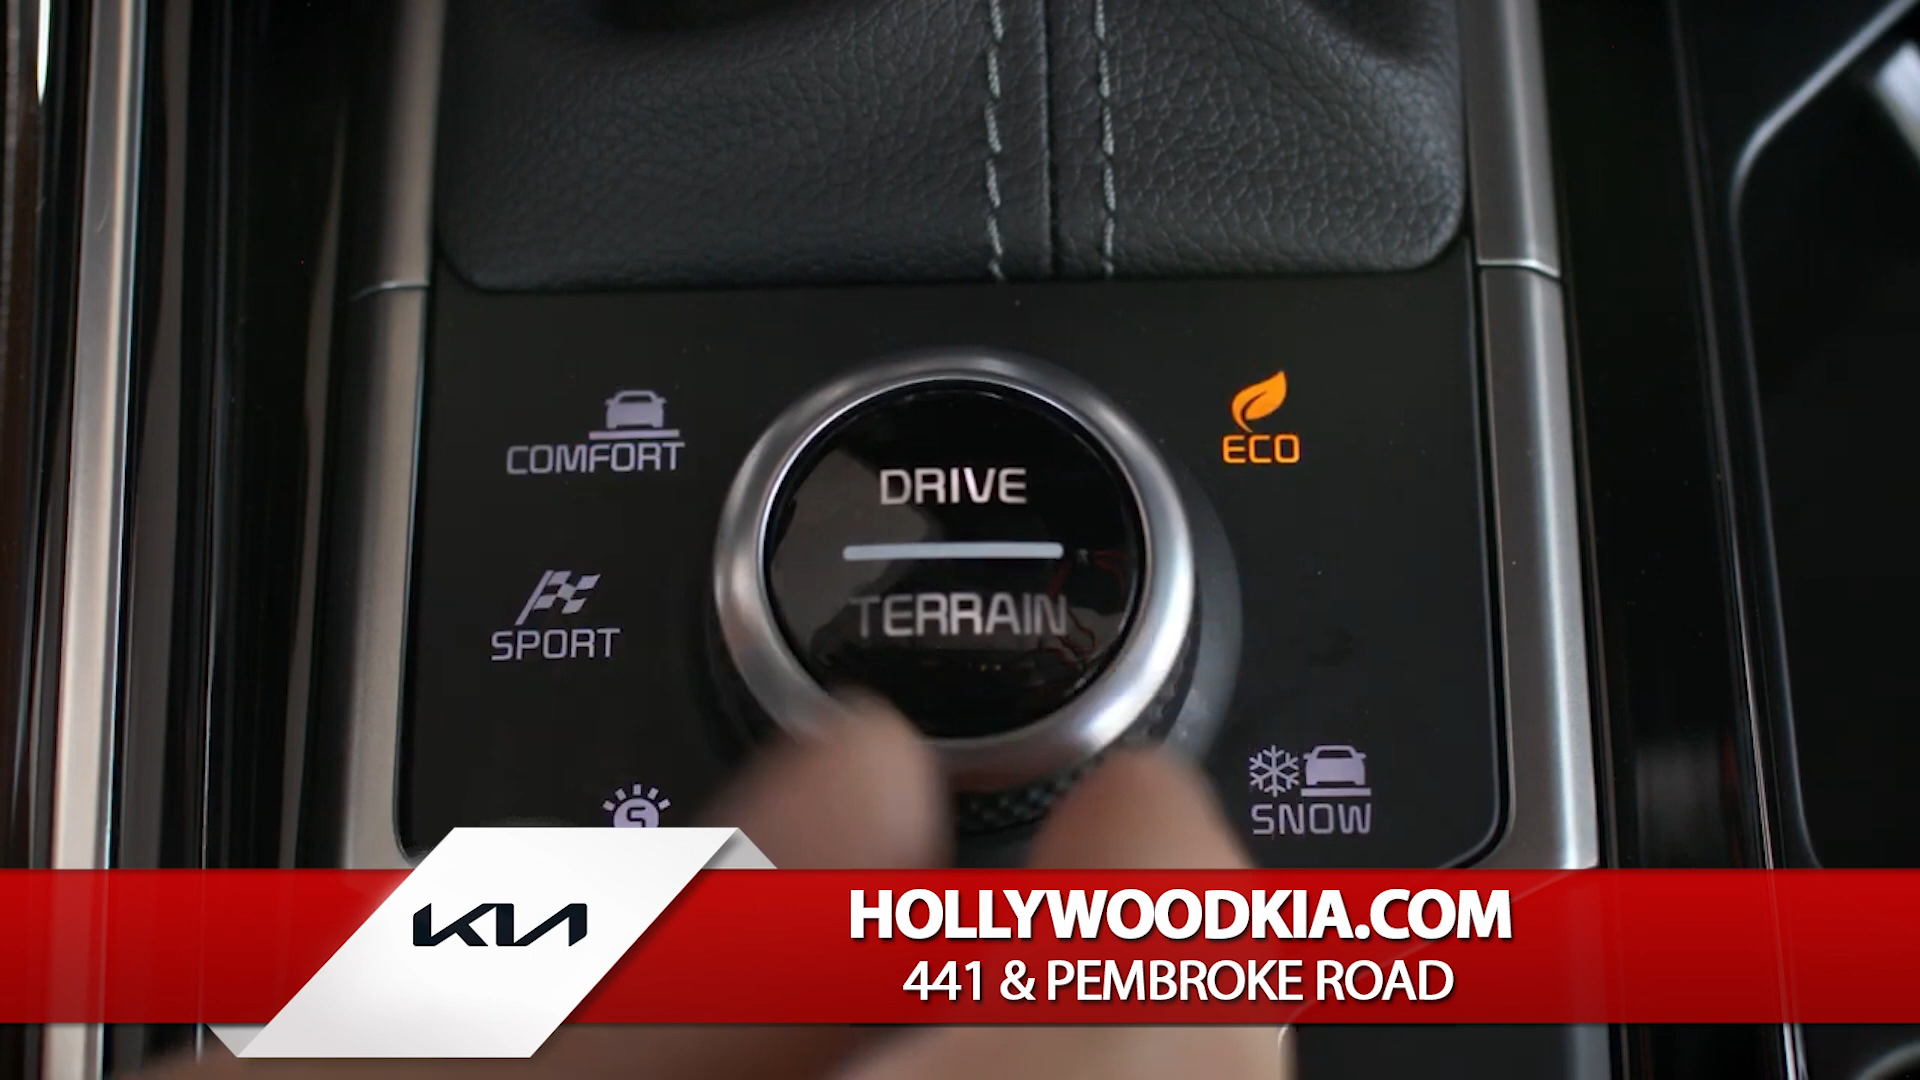 COMFORT
ECO
DRIVE
TERRAIN
SPORT
S
SNOW
KIA
HOLLYWOODKIA.COM
441 & PEMBROKE ROAD